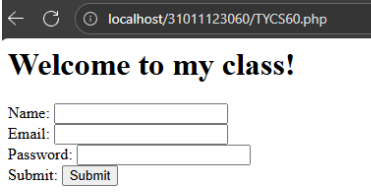 localhost/31011123060/TYCS60.php
Welcome to my class!
Name:
Email:
Password:
Submit: Submit